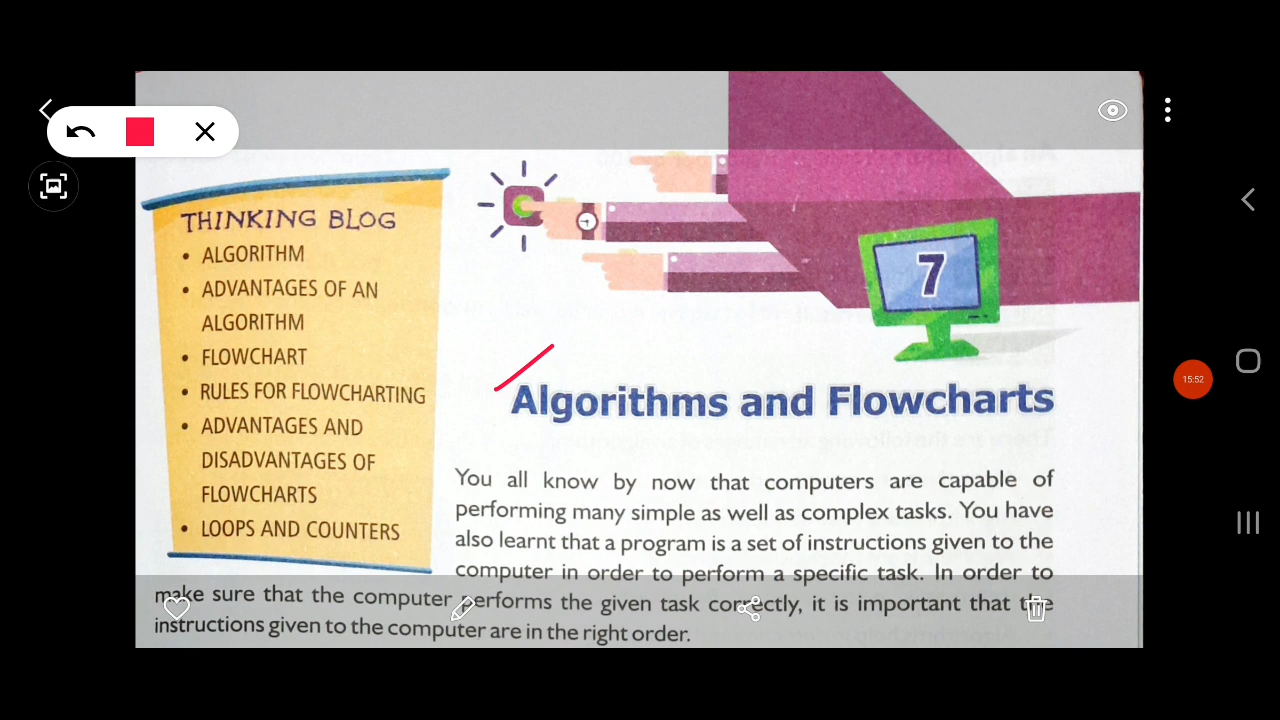 THINKING BLOG
• ALGORITHM
• ADVANTAGES OF AN
ALGORITHM
• FLOWCHART
• RULES FOR FLOWCHARTING
• ADVANTAGES AND
DISADVANTAGES OF
FLOWCHARTS
• LOOPS AND COUNTERS
7
15:52
Algorithms and Flowcharts
You all know by now that computers are capable of
performing many simple as well as complex tasks. You have
also learnt that a program is a set of instructions given to the
computer in order to perform a specific task. In order to
make sure that the computer performs the given task correctly, it is important that the
instructions given to the computer are in the right order.